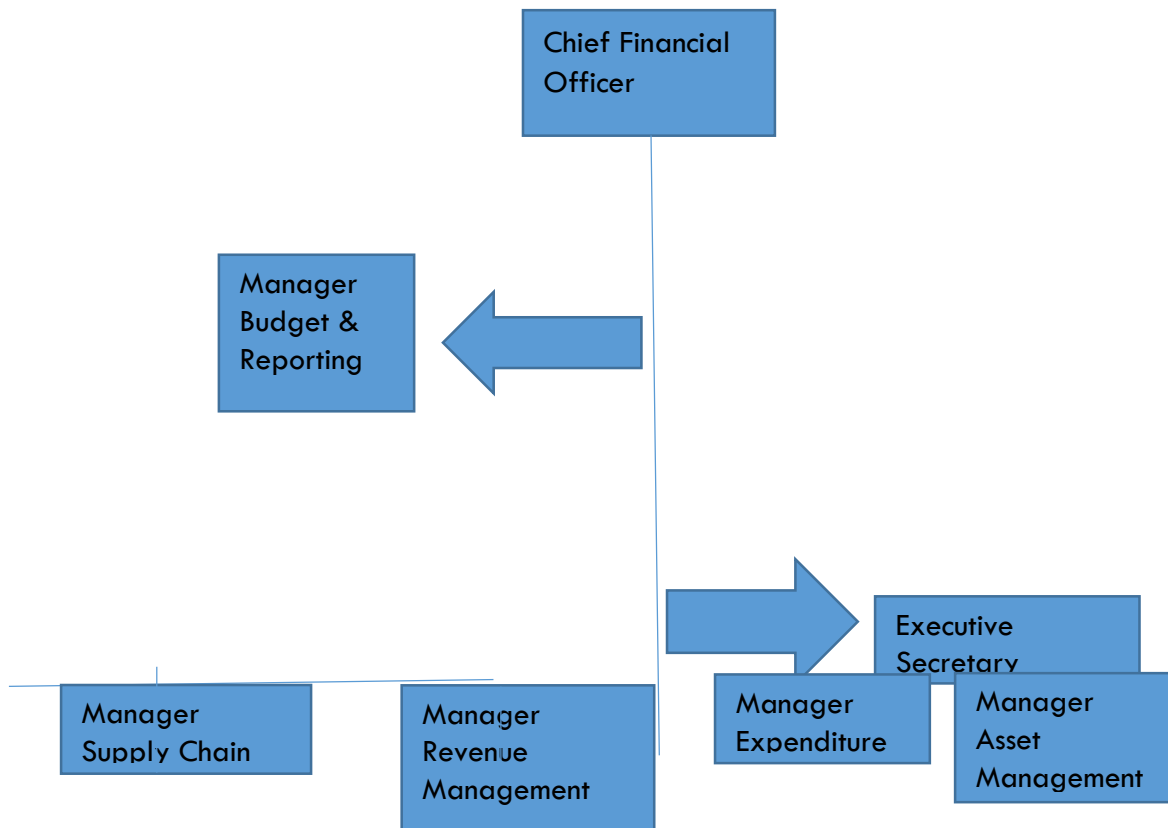 Chief Financial
Officer
Manager
Budget &
Reporting
Executive
Secretary
Manager
Supply Chain
Manager
Revenue
Management
Manager
Expenditure
Manager
Asset
Management